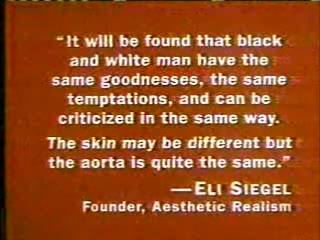 "It will be found that black
and white man have the
same goodnesses, the same
temptations, and can be
criticized in the same way.
The skin may be different but
the aorta is quite the same."
—Eli Siegel
Founder, Aesthetic Realism